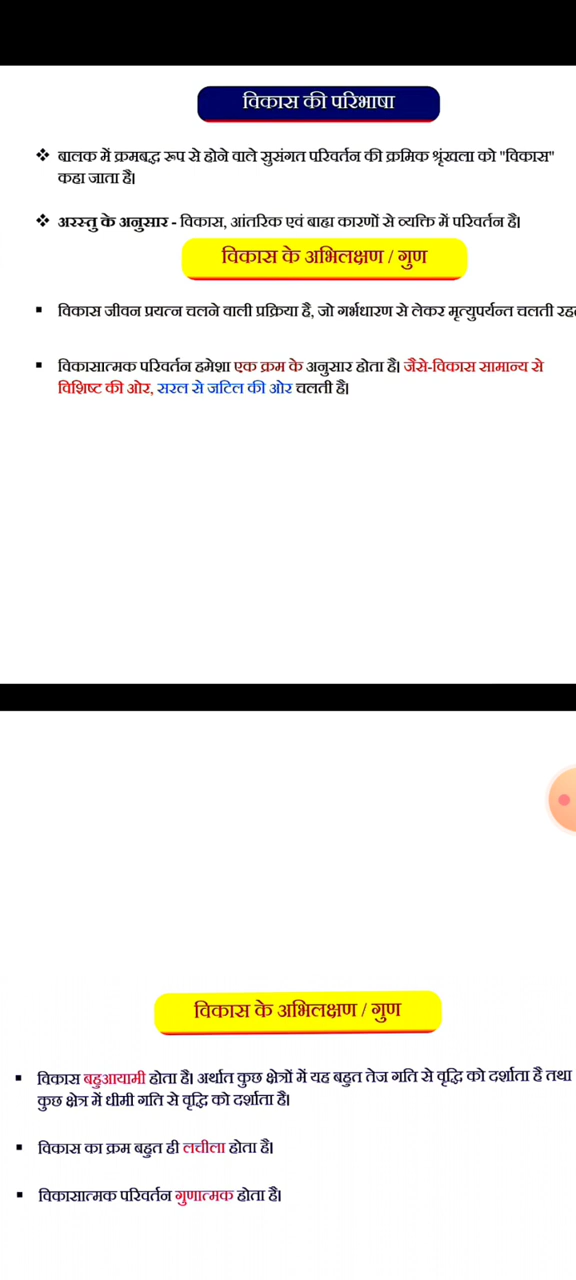 विकास की परिभाषा
❖ बालक में क्रमबद्ध रूप से होने वाले सुसंगत परिवर्तन की क्रमिक श्रृंखला को "विकास"
कहा जाता है।
❖ अरस्तु के अनुसार - विकास, आंतरिक एवं बाह्य कारणों से व्यक्ति में परिवर्तन है।
विकास के अभिलक्षण / गुण
▪ विकास जीवन प्रयत्न चलने वाली प्रक्रिया है, जो गर्भधारण से लेकर मृत्युपर्यन्त चलती
▪ विकासात्मक परिवर्तन हमेशा एक क्रम के अनुसार होता है। जैसे-विकास सामान्य से
विशिष्ट की ओर, सरल से जटिल की ओर चलती है।
विकास के अभिलक्षण / गुण
▪ विकास बहुआयामी होता है। अर्थात कुछ क्षेत्रों में यह बहुत तेज गति से वृद्धि को दर्शाता है तथा
कुछ क्षेत्र में धीमी गति से वृद्धि को दर्शाता है।
▪ विकास का क्रम बहुत ही लचीला होता है।
▪ विकासात्मक परिवर्तन गुणात्मक होता है।